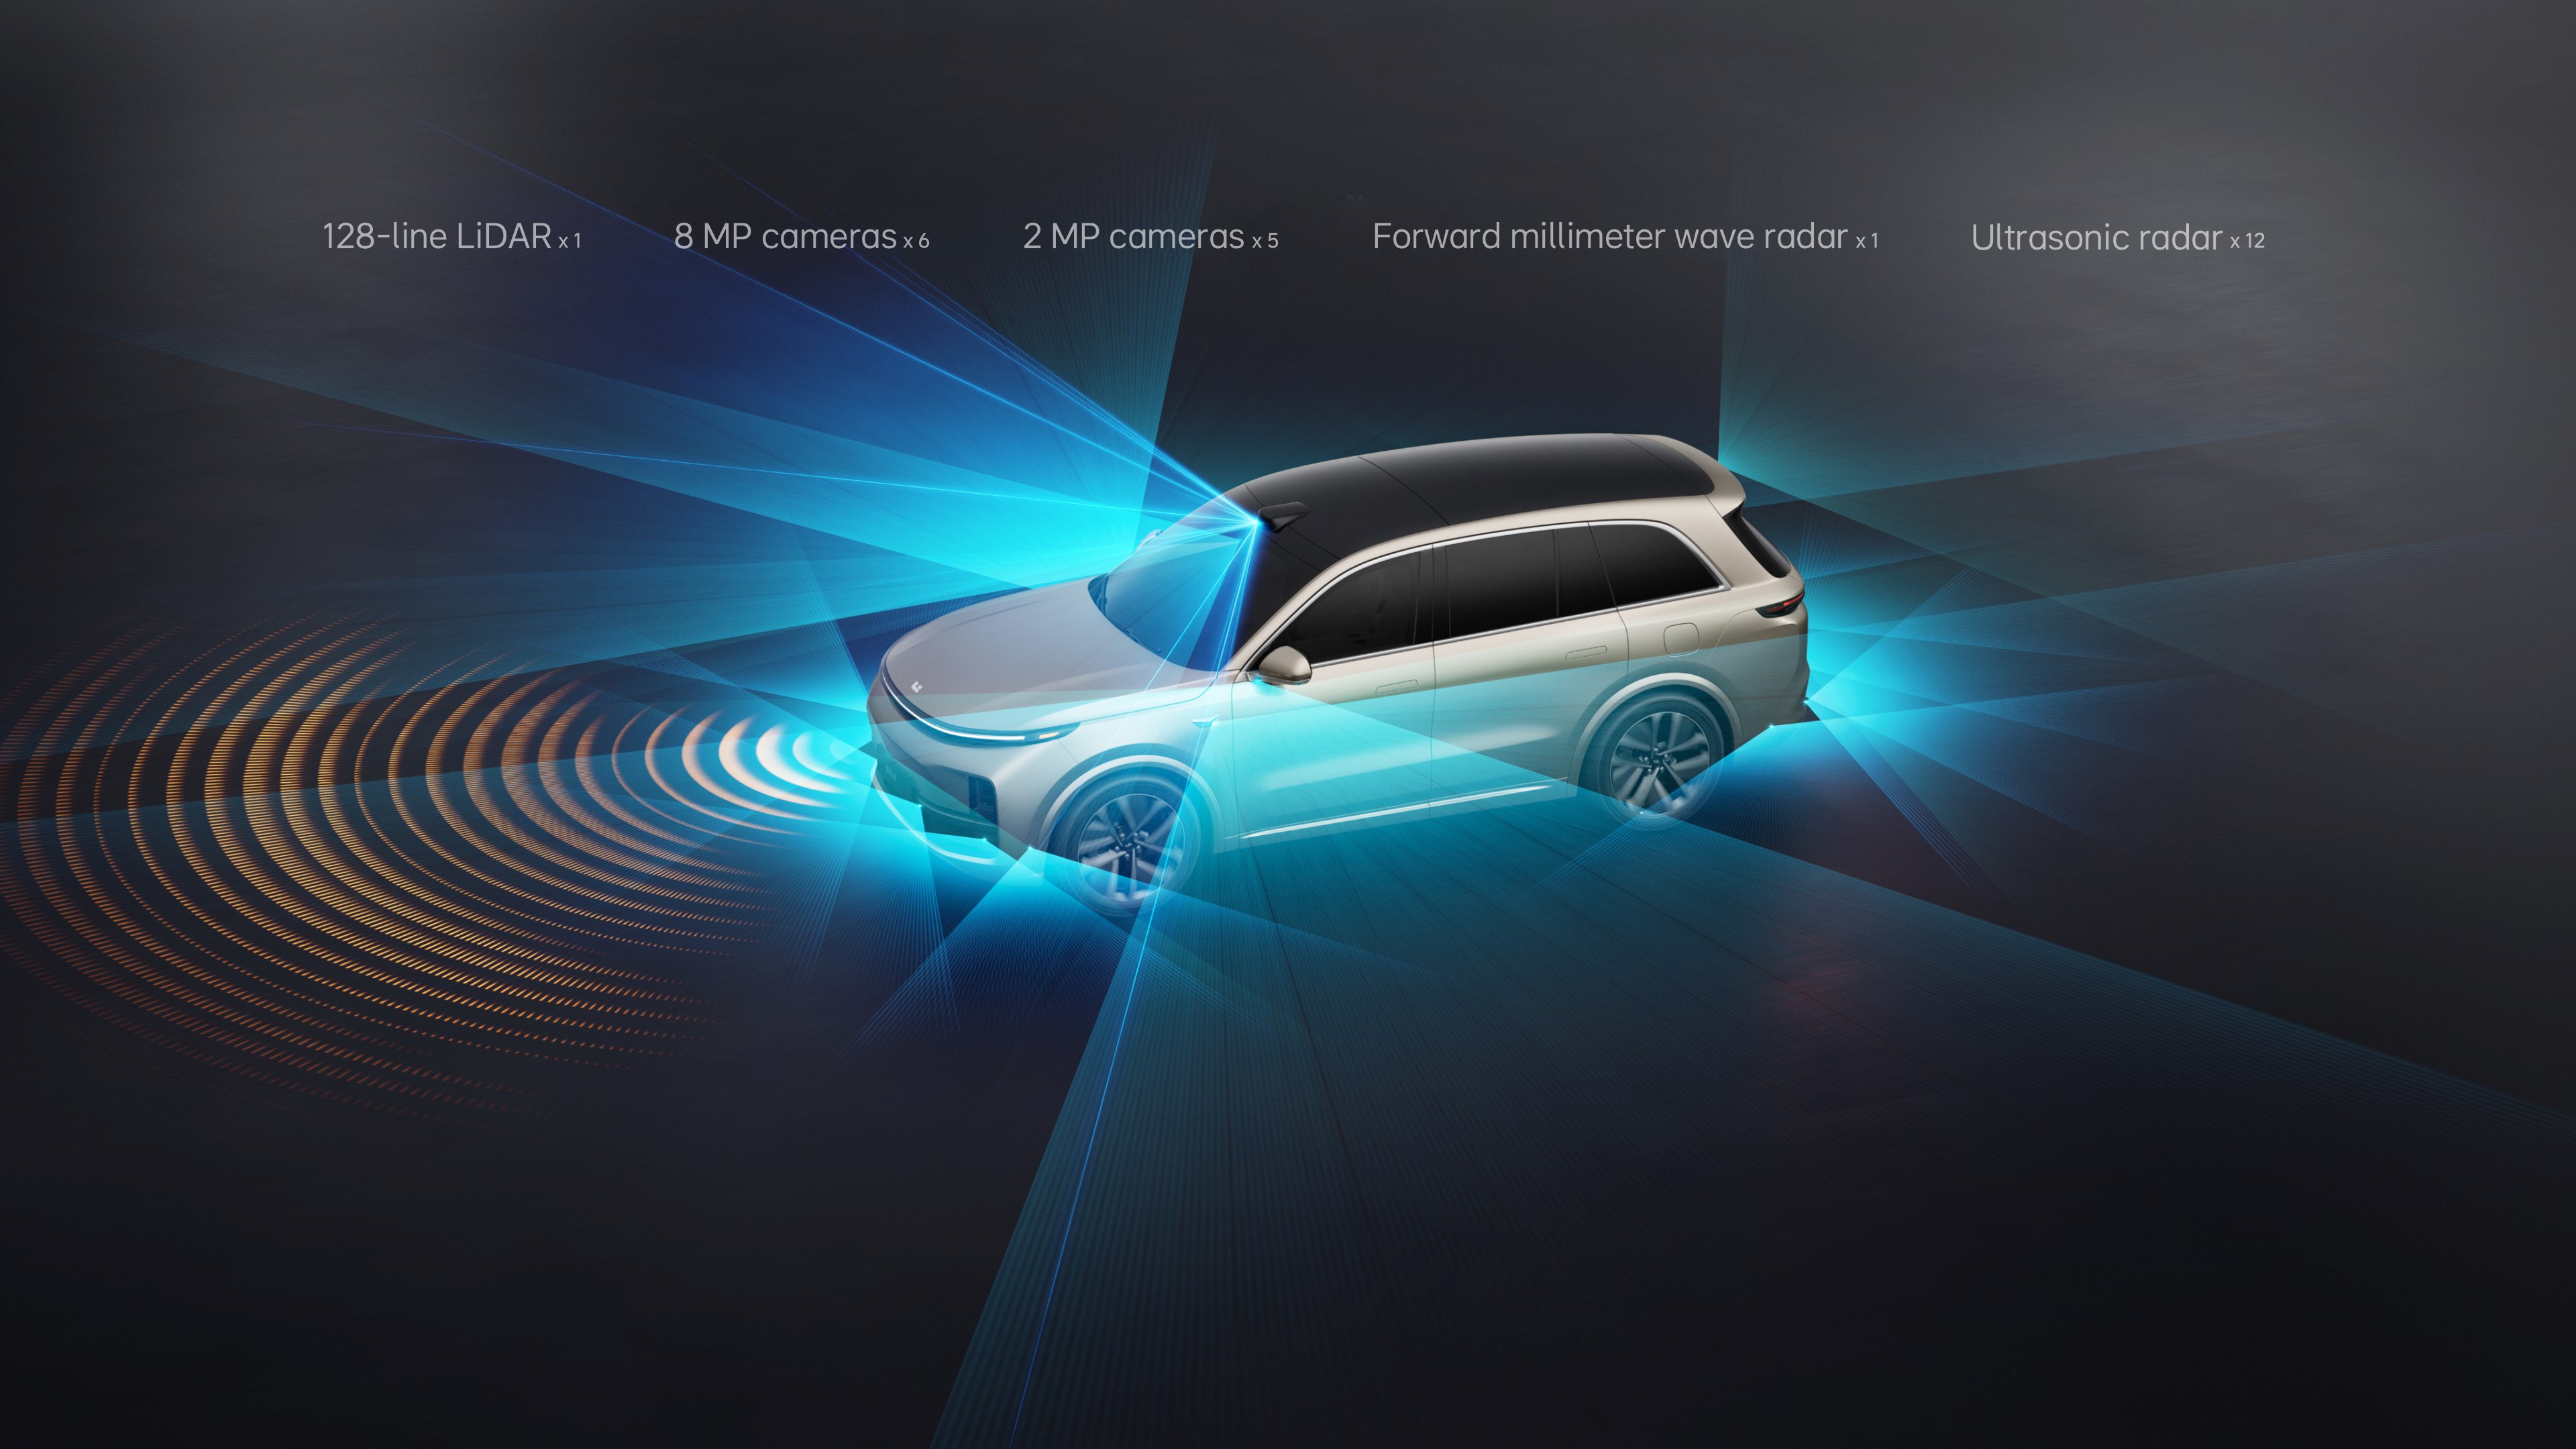 128-line LiDAR x 1
8 MP cameras x 6
2 MP cameras x 5
Forward millimeter wave radar x 1
Ultrasonic radar x 12